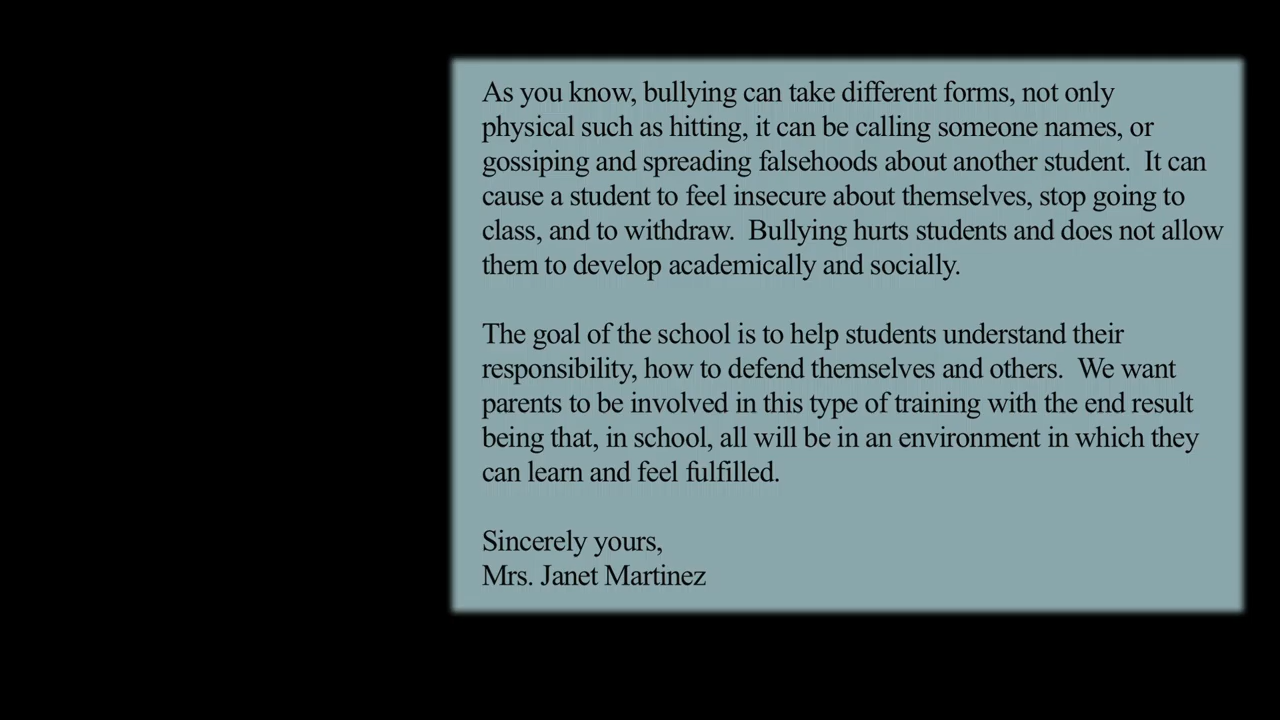 As you know, bullying can take different forms, not only
physical such as hitting, it can be calling someone names, or
gossiping and spreading falsehoods about another student.  It can
cause a student to feel insecure about themselves, stop going to
class, and to withdraw.  Bullying hurts students and does not allow
them to develop academically and socially.
The goal of the school is to help students understand their
responsibility, how to defend themselves and others.  We want
parents to be involved in this type of training with the end result
being that, in school, all will be in an environment in which they
can learn and feel fulfilled.
Sincerely yours,
Mrs. Janet Martinez